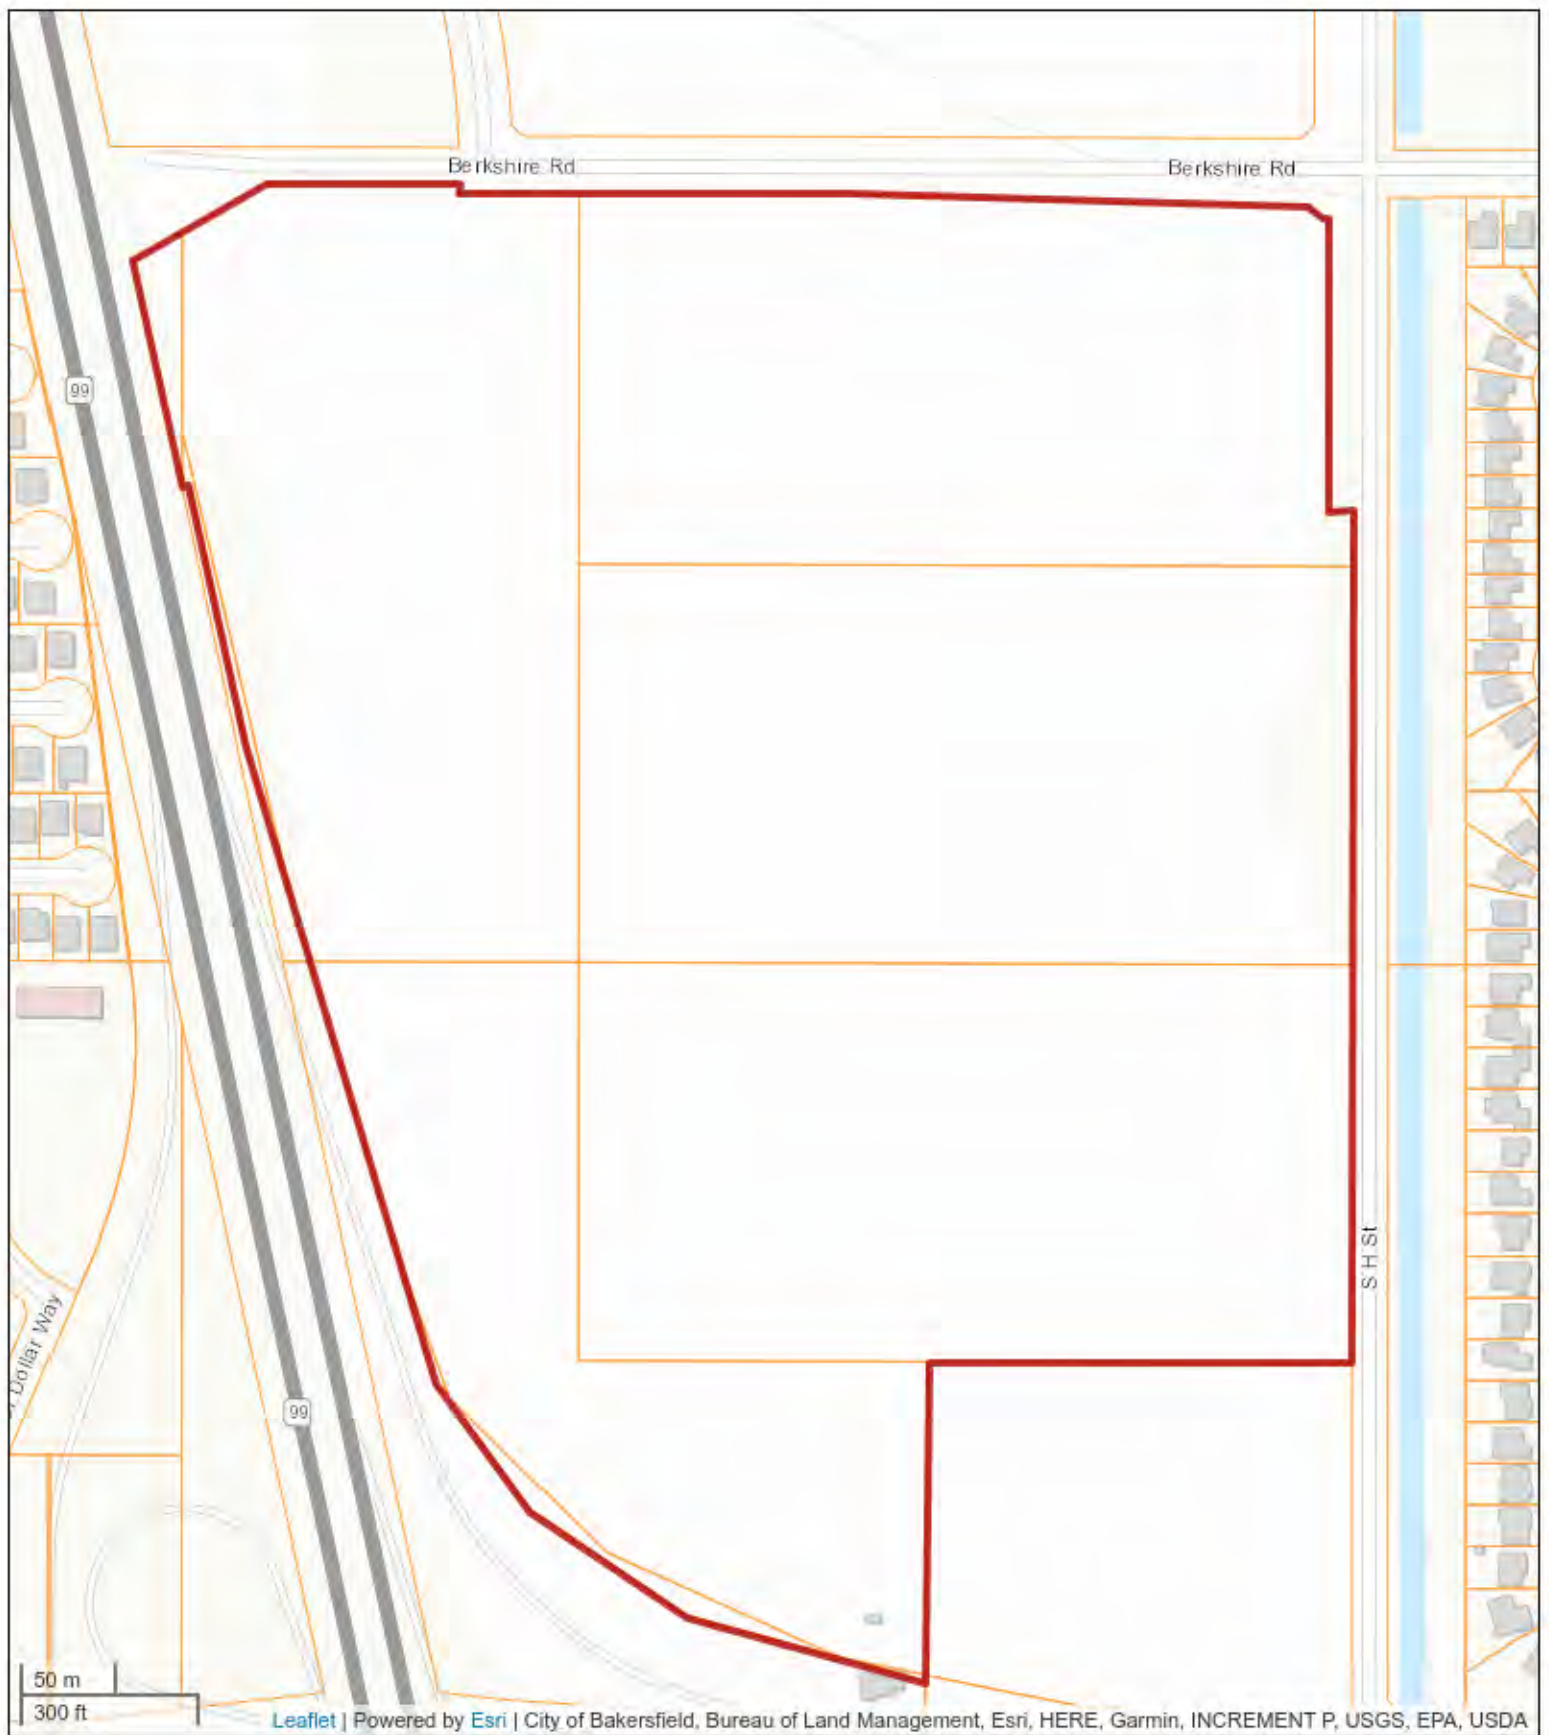 Berkshire Rd
Berkshire Rd
99
S H St
Dollar Way
99
50 m
300 ft
Leaflet | Powered by Esri | City of Bakersfield, Bureau of Land Management, Esri, HERE, Garmin, INCREMENT P, USGS, EPA, USDA